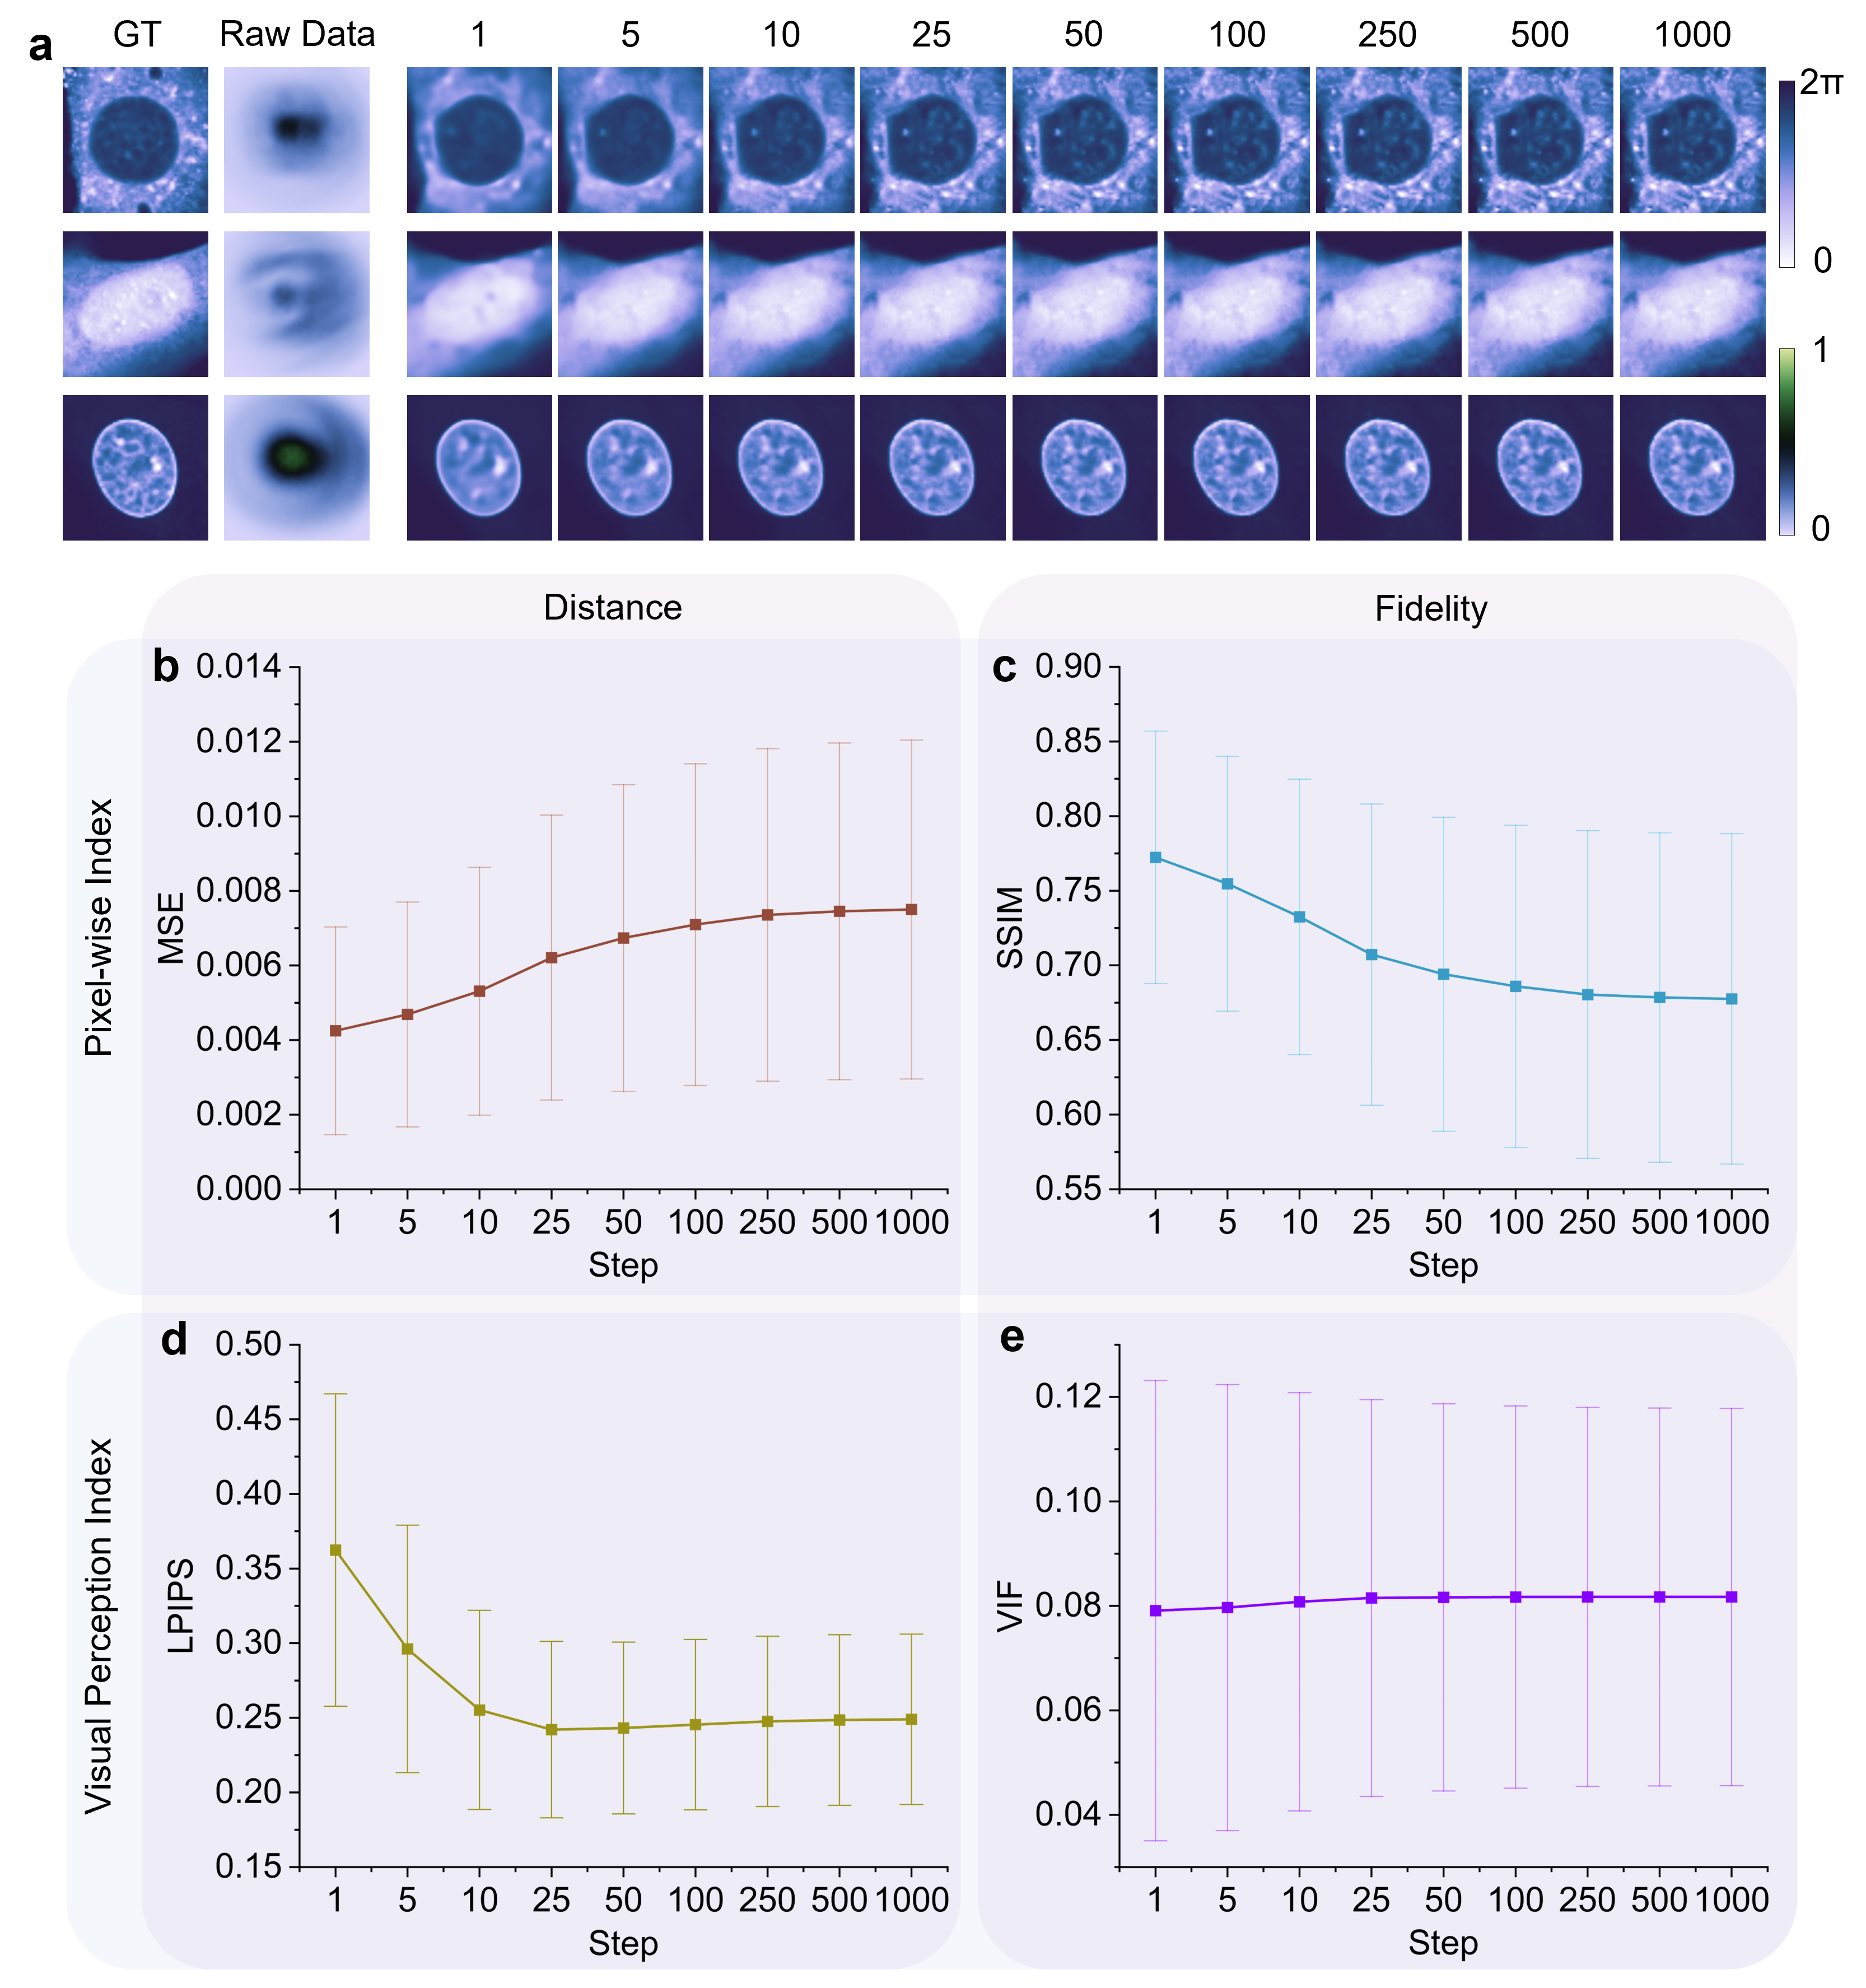 a
GT Raw Data 1 5 10 25 50 100 250 500 1000
2π
0
1
0
Distance
Fidelity
Pixel-wise Index
b
0.014
0.012
0.010
0.008
0.006
0.004
0.002
0.000
MSE
1 5 10 25 50 100 250 500 1000
Step
c
0.90
0.85
0.80
0.75
0.70
0.65
0.60
0.55
SSIM
1 5 10 25 50 100 250 500 1000
Step
Visual Perception Index
d
0.50
0.45
0.40
0.35
0.30
0.25
0.20
0.15
LPIPS
1 5 10 25 50 100 250 500 1000
Step
e
0.12
0.10
0.08
0.06
0.04
VIF
1 5 10 25 50 100 250 500 1000
Step